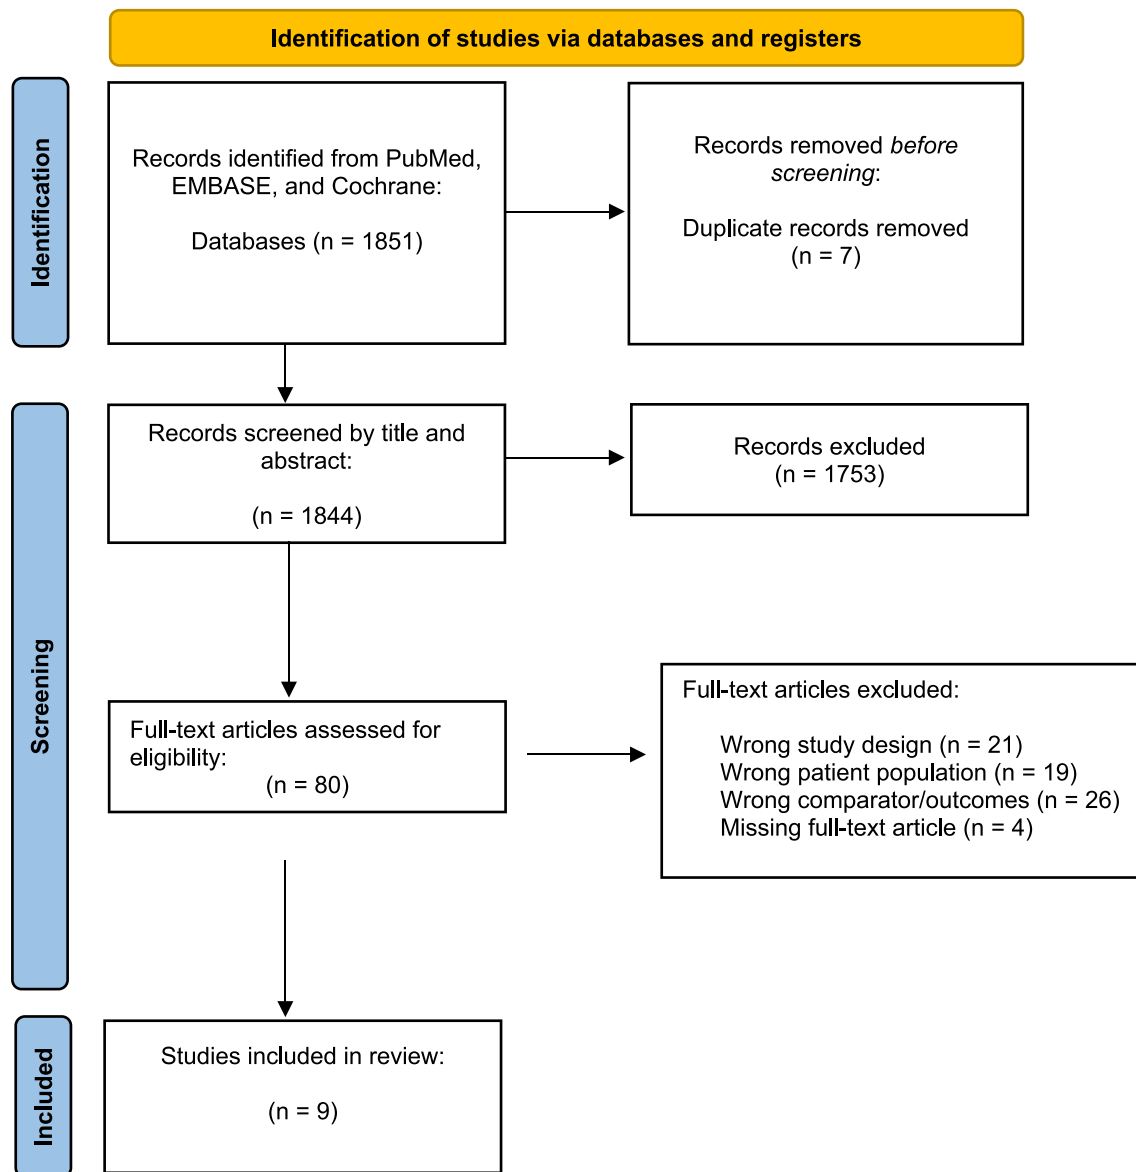 Identification of studies via databases and registers
Identification
Records identified from PubMed,
EMBASE, and Cochrane:
Databases (n = 1851)
Records removed before
screening:
Duplicate records removed
(n = 7)
Screening
Records screened by title and
abstract:
(n = 1844)
Records excluded
(n = 1753)
Full-text articles assessed for
eligibility:
(n = 80)
Full-text articles excluded:
Wrong study design (n = 21)
Wrong patient population (n = 19)
Wrong comparator/outcomes (n = 26)
Missing full-text article (n = 4)
Included
Studies included in review:
(n = 9)